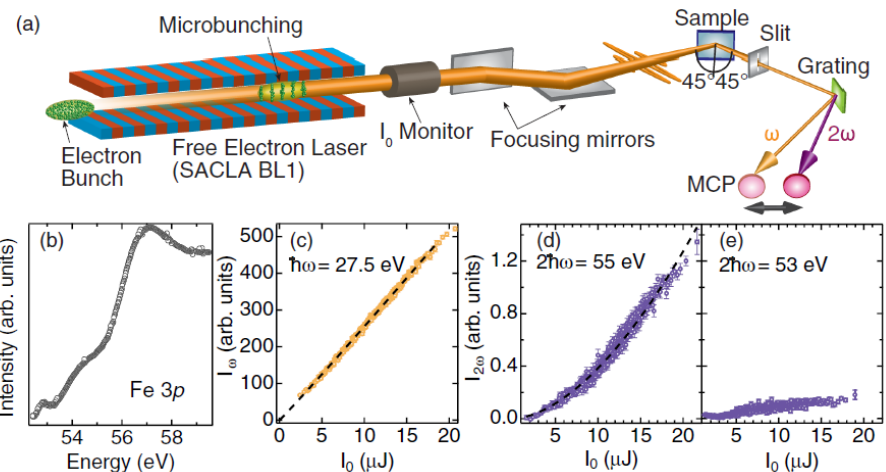 (a)
Microbunching
Electron
Bunch
Free Electron Laser
(SACLA BL1)
I₀ Monitor
Focusing mirrors
Sample
45° 45°
Slit
Grating
ω
2ω
MCP
(b)
Intensity (arb. units)
Fe 3p
54 56 58
Energy (eV)
(c)
ħω = 27.5 eV
I_ω (arb. units)
500
400
300
200
100
0 5 10 15 20
I₀ (μJ)
(d)
2ħω = 55 eV
I_2ω (arb. units)
1.2
0.8
0.4
0.0
5 10 15 20
I₀ (μJ)
(e)
2ħω = 53 eV
5 10 15 20
I₀ (μJ)